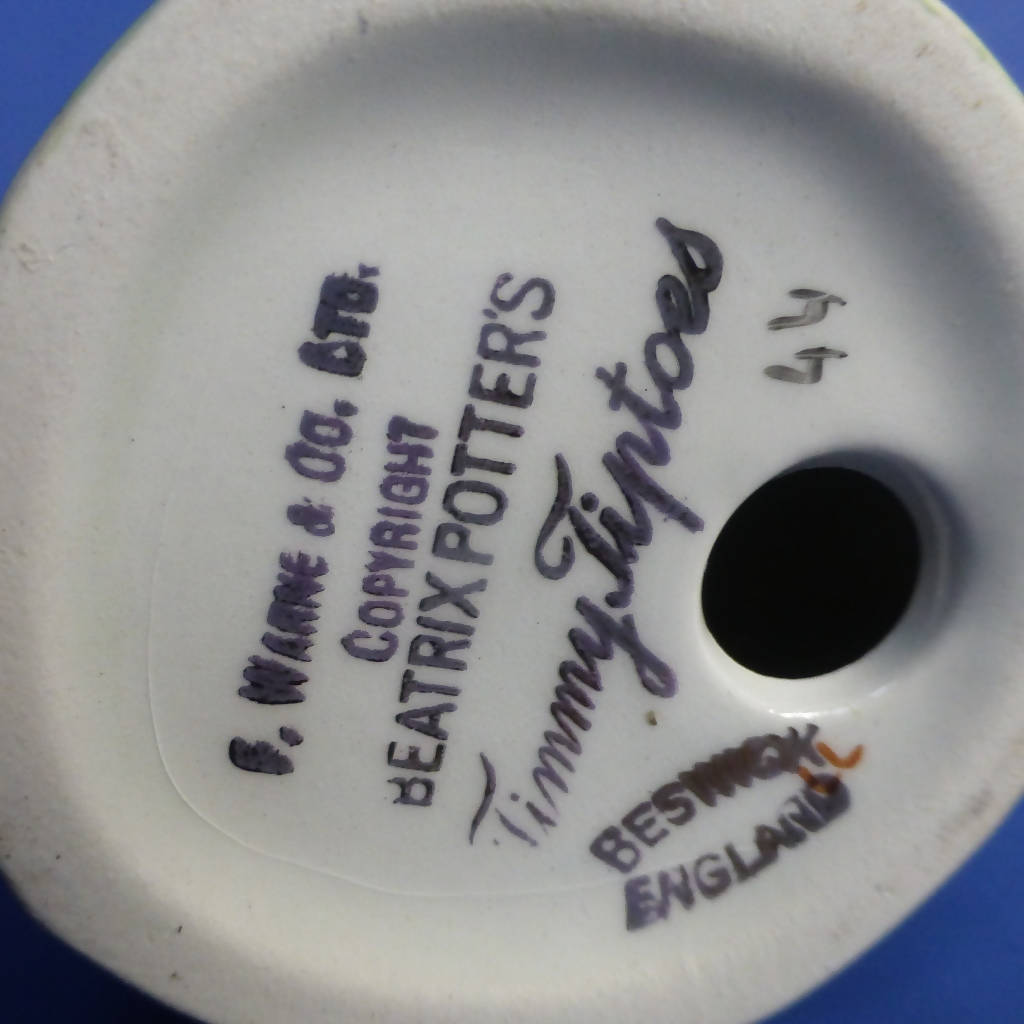 F. WARNE & CO. LTD.
COPYRIGHT
BEATRIX POTTER'S
Timmy Tiptoes
BESWICK
ENGLAND
44